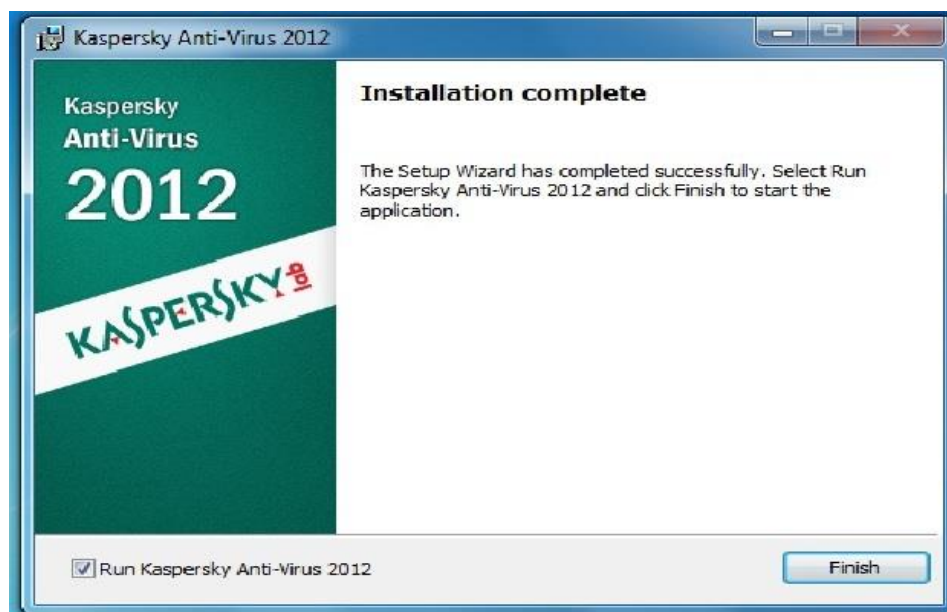 Kaspersky Anti-Virus 2012
Kaspersky
Anti-Virus
2012
KASPERSKY lab
Installation complete
The Setup Wizard has completed successfully. Select Run
Kaspersky Anti-Virus 2012 and click Finish to start the
application.
Run Kaspersky Anti-Virus 2012
Finish